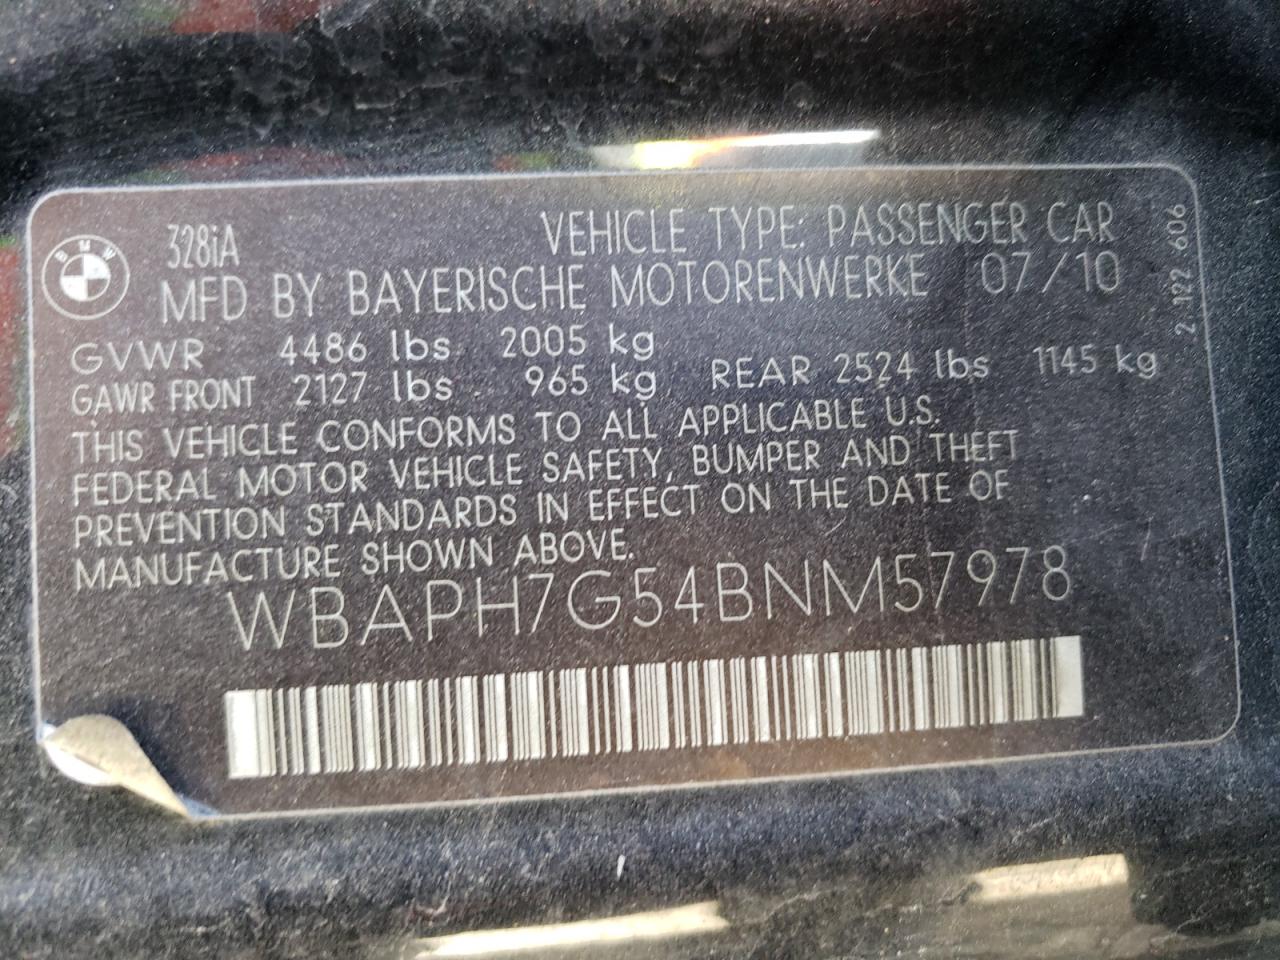 BMW
328iA VEHICLE TYPE: PASSENGER CAR
MFD BY BAYERISCHE MOTORENWERKE 07/10
GVWR 4486 lbs 2005 kg
GAWR FRONT 2127 lbs 965 kg REAR 2524 lbs 1145 kg
THIS VEHICLE CONFORMS TO ALL APPLICABLE U.S.
FEDERAL MOTOR VEHICLE SAFETY, BUMPER AND THEFT
PREVENTION STANDARDS IN EFFECT ON THE DATE OF
MANUFACTURE SHOWN ABOVE.
WBAPH7G54BNM57978
2 122 606